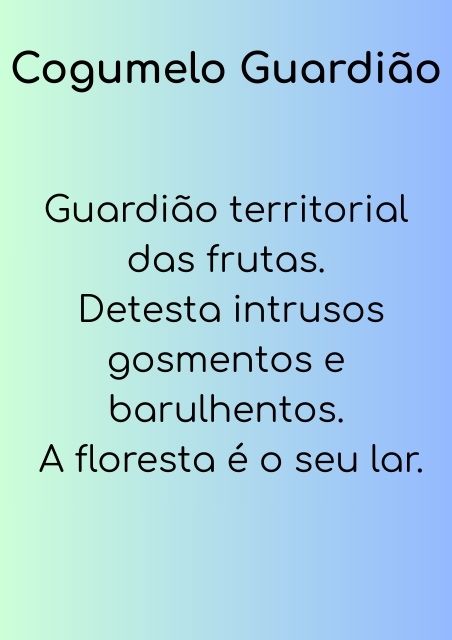 Cogumelo Guardião
Guardião territorial
das frutas.
Detesta intrusos
gosmentos e
barulhentos.
A floresta é o seu lar.